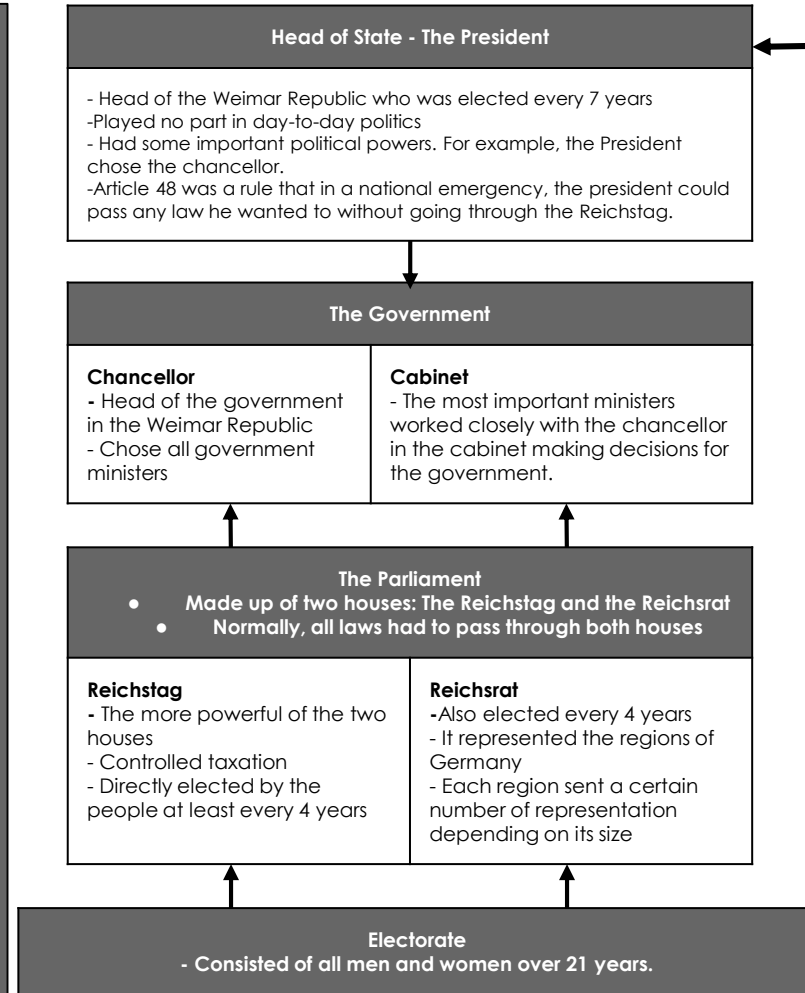 Head of State - The President
- Head of the Weimar Republic who was elected every 7 years
-Played no part in day-to-day politics
- Had some important political powers. For example, the President
chose the chancellor.
-Article 48 was a rule that in a national emergency, the president could
pass any law he wanted to without going through the Reichstag.
The Government
Chancellor
- Head of the government
in the Weimar Republic
- Chose all government
ministers
Cabinet
- The most important ministers
worked closely with the chancellor
in the cabinet making decisions for
the government.
The Parliament
● Made up of two houses: The Reichstag and the Reichsrat
● Normally, all laws had to pass through both houses
Reichstag
- The more powerful of the two
houses
- Controlled taxation
- Directly elected by the
people at least every 4 years
Reichsrat
-Also elected every 4 years
- It represented the regions of
Germany
- Each region sent a certain
number of representation
depending on its size
Electorate
- Consisted of all men and women over 21 years.